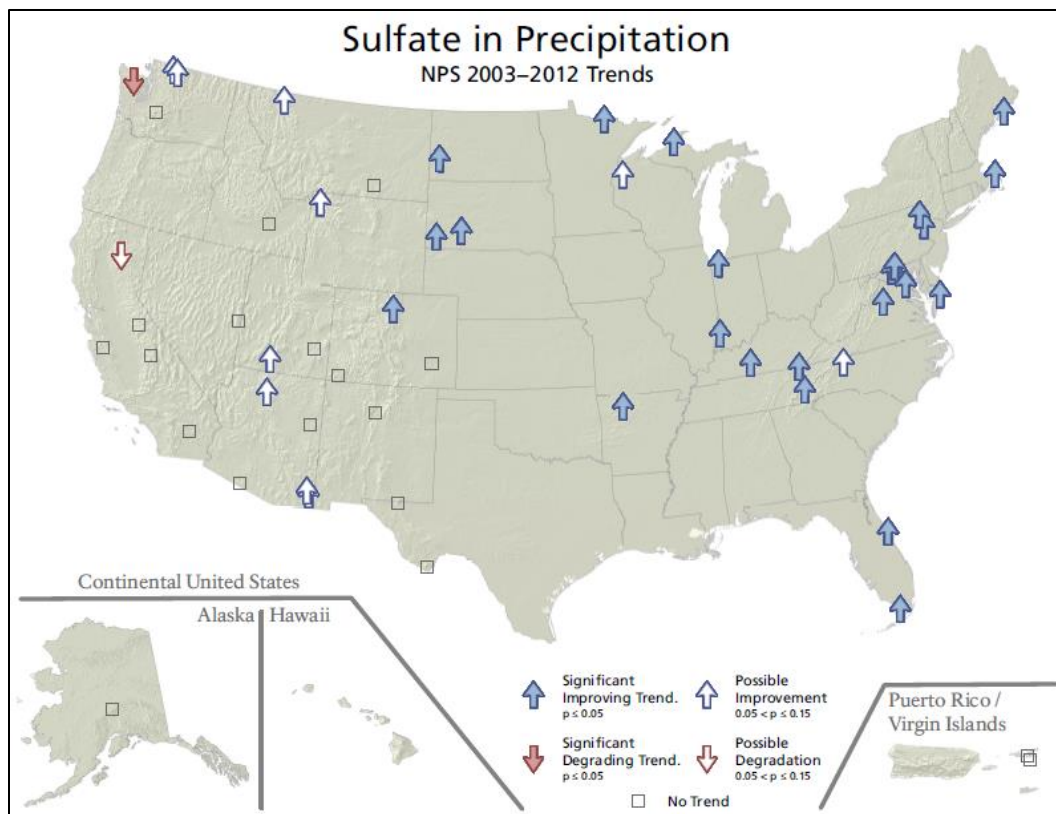 Sulfate in Precipitation
NPS 2003–2012 Trends
Continental United States
Alaska
Hawaii
Significant
Improving Trend.
p ≤ 0.05
Possible
Improvement
0.05 < p ≤ 0.15
Significant
Degrading Trend.
p ≤ 0.05
Possible
Degradation
0.05 < p ≤ 0.15
No Trend
Puerto Rico /
Virgin Islands